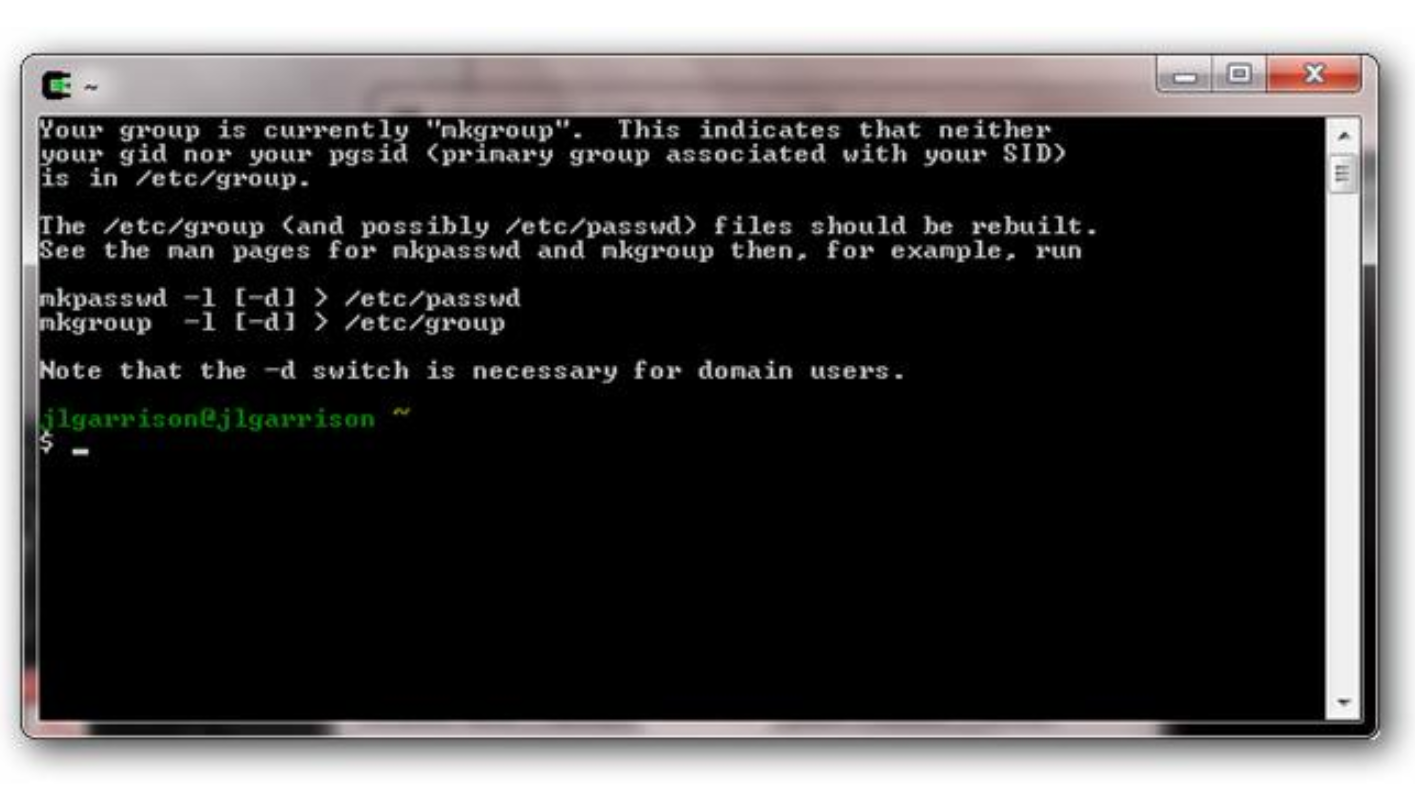 ~
Your group is currently "mkgroup".  This indicates that neither
your gid nor your pgsid (primary group associated with your SID)
is in /etc/group.
The /etc/group (and possibly /etc/passwd) files should be rebuilt.
See the man pages for mkpasswd and mkgroup then, for example, run
mkpasswd -l [-d] > /etc/passwd
mkgroup  -l [-d] > /etc/group
Note that the -d switch is necessary for domain users.
jlgarrison@jlgarrison ~
$ _